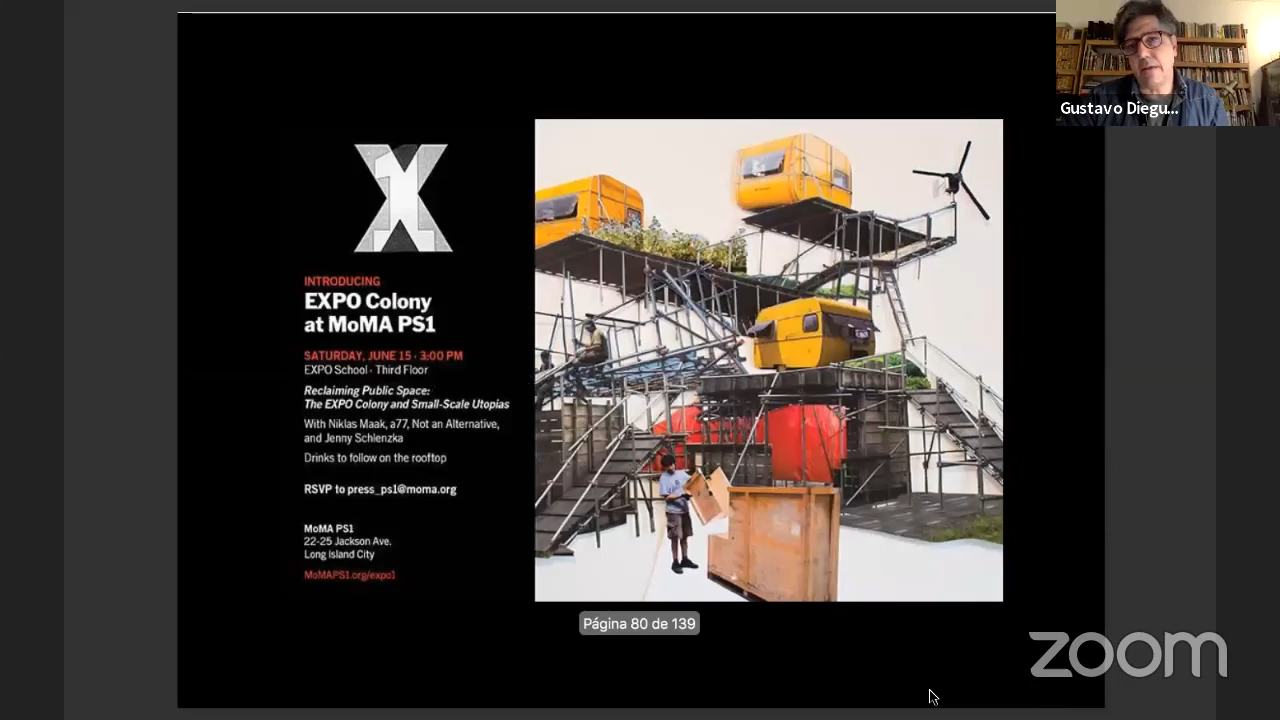 Gustavo Diegu...
X
1
INTRODUCING
EXPO Colony
at MoMA PS1
SATURDAY, JUNE 15 · 3:00 PM
EXPO School · Third Floor
Reclaiming Public Space:
The EXPO Colony and Small-Scale Utopias
With Niklas Maak, a77, Not an Alternative,
and Jenny Schlenzka
Drinks to follow on the rooftop
RSVP to press_ps1@moma.org
MoMA PS1
22-25 Jackson Ave.
Long Island City
MoMAPS1.org/expo1
Página 80 de 139
zoom